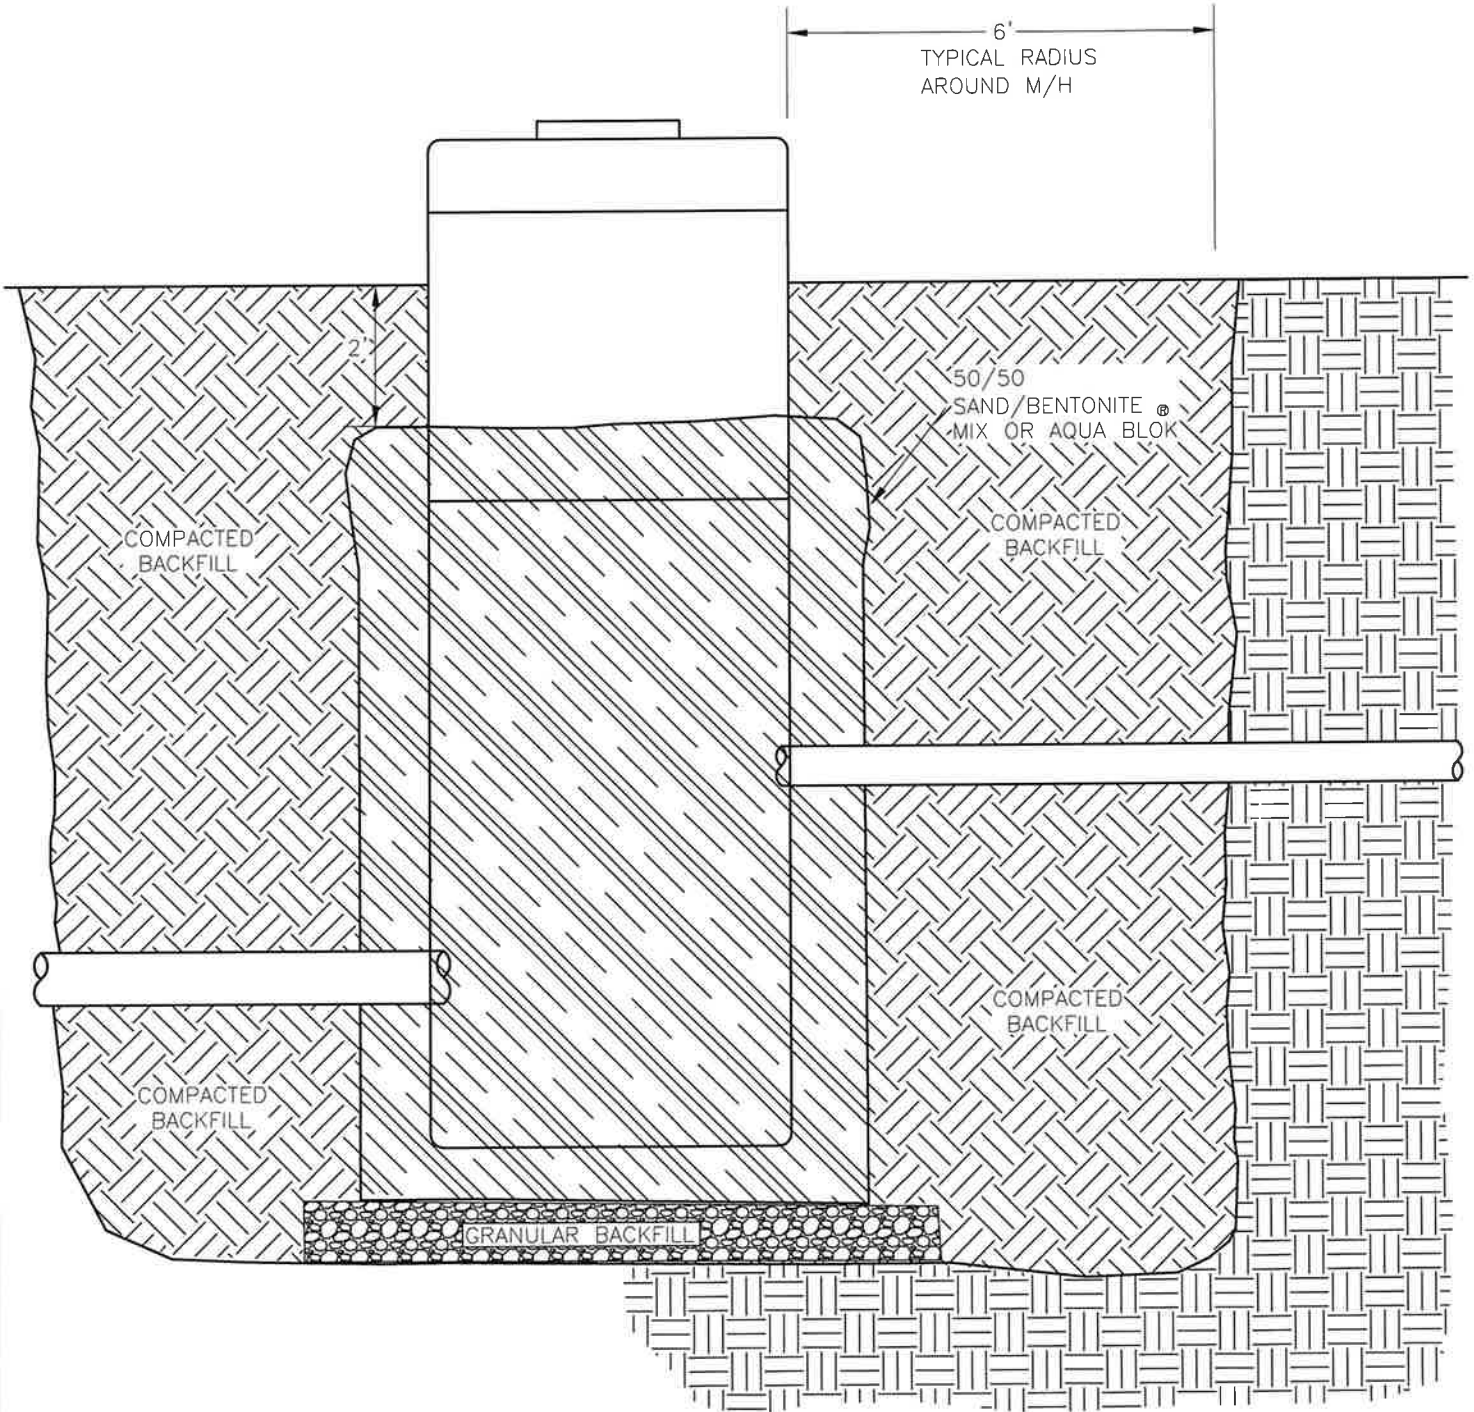 6'
TYPICAL RADIUS
AROUND M/H
2'
50/50
SAND/BENTONITE ®
MIX OR AQUA BLOK
COMPACTED
BACKFILL
COMPACTED
BACKFILL
COMPACTED
BACKFILL
COMPACTED
BACKFILL
GRANULAR BACKFILL